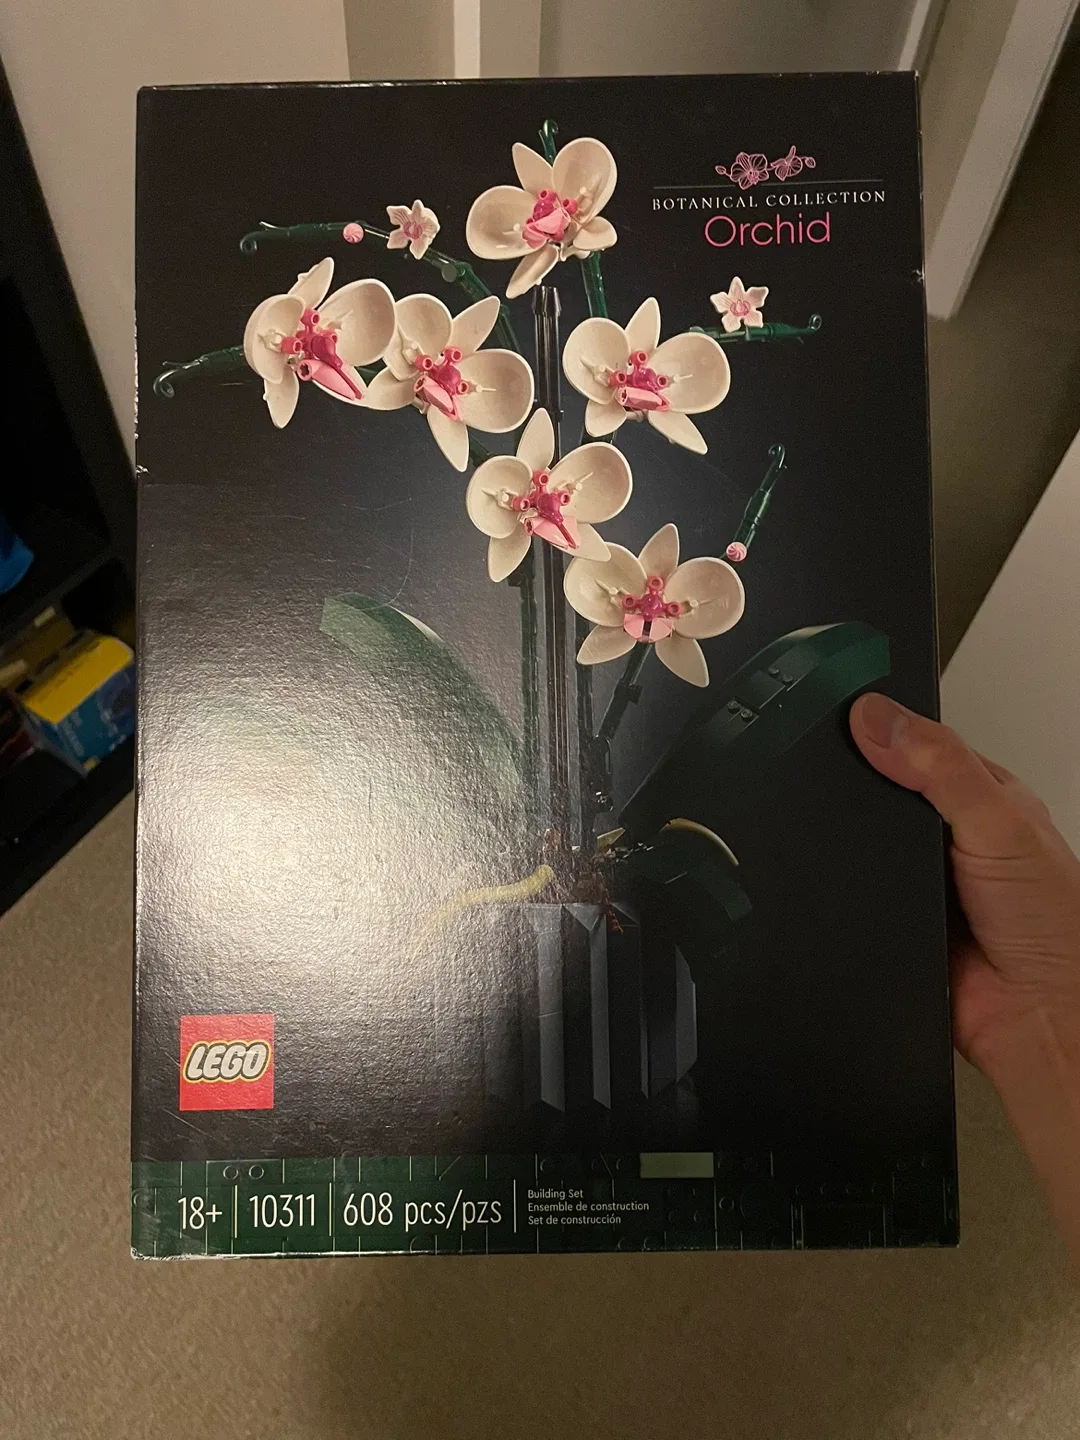 BOTANICAL COLLECTION
Orchid
LEGO
18+ 10311 608 pcs/pzs
Building Set
Ensemble de construction
Set de construcción